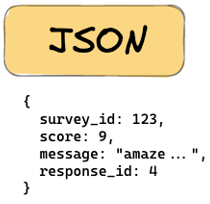 JSON
{
  survey_id: 123,
  score: 9,
  message: "amaze...",
  response_id: 4
}